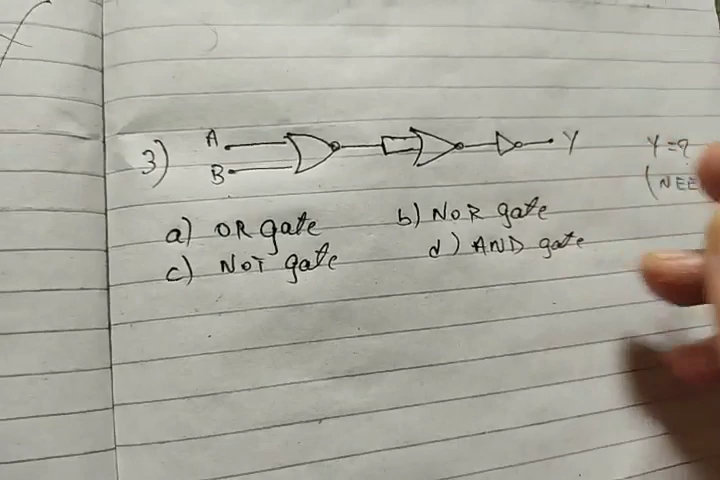 3) A B Y Y = ?
(NEE
a) OR gate b) NOR gate
c) NOT gate d) AND gate